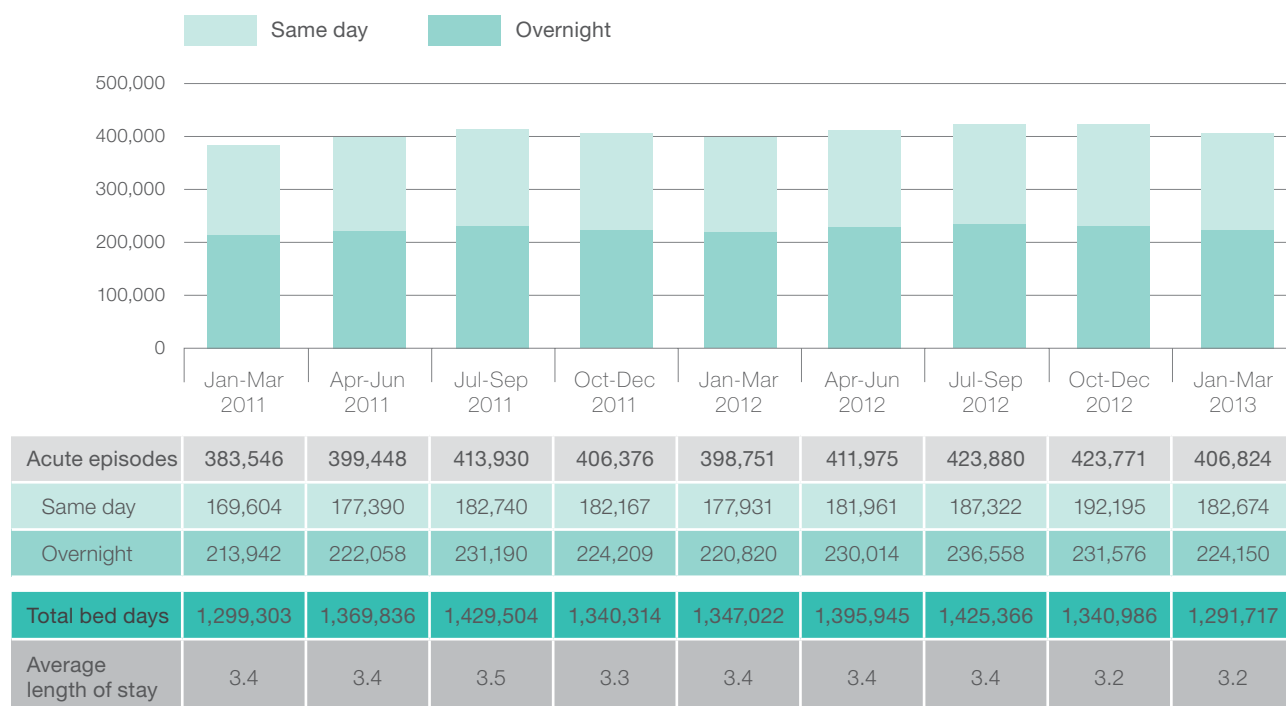 Same day Overnight
500,000
400,000
300,000
200,000
100,000
0
Jan-Mar Apr-Jun Jul-Sep Oct-Dec Jan-Mar Apr-Jun Jul-Sep Oct-Dec Jan-Mar
2011 2011 2011 2011 2012 2012 2012 2012 2013
Acute episodes 383,546 399,448 413,930 406,376 398,751 411,975 423,880 423,771 406,824
Same day 169,604 177,390 182,740 182,167 177,931 181,961 187,322 192,195 182,674
Overnight 213,942 222,058 231,190 224,209 220,820 230,014 236,558 231,576 224,150
Total bed days 1,299,303 1,369,836 1,429,504 1,340,314 1,347,022 1,395,945 1,425,366 1,340,986 1,291,717
Average
length of stay 3.4 3.4 3.5 3.3 3.4 3.4 3.4 3.2 3.2